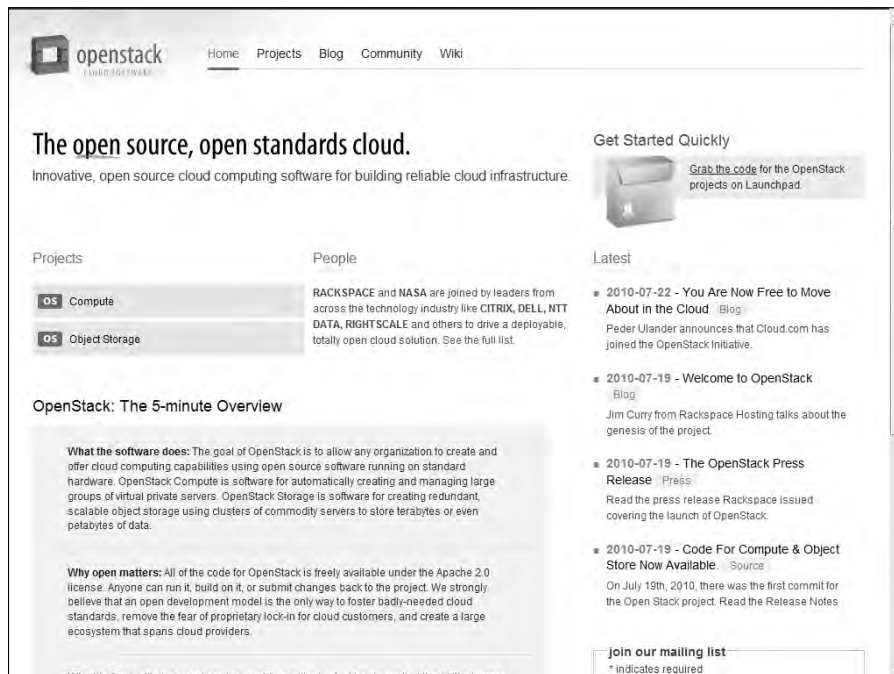 openstack
CLOUD SOFTWARE
Home Projects Blog Community Wiki
The open source, open standards cloud.
Innovative, open source cloud computing software for building reliable cloud infrastructure.
Get Started Quickly
Grab the code for the OpenStack
projects on Launchpad.
Projects
OS Compute
OS Object Storage
People
RACKSPACE and NASA are joined by leaders from
across the technology industry like CITRIX, DELL, NTT
DATA, RIGHTSCALE and others to drive a deployable,
totally open cloud solution. See the full list.
OpenStack: The 5-minute Overview
What the software does: The goal of OpenStack is to allow any organization to create and
offer cloud computing capabilities using open source software running on standard
hardware. OpenStack Compute is software for automatically creating and managing large
groups of virtual private servers. OpenStack Storage is software for creating redundant,
scalable object storage using clusters of commodity servers to store terabytes or even
petabytes of data.
Why open matters: All of the code for OpenStack is freely available under the Apache 2.0
license. Anyone can run it, build on it, or submit changes back to the project. We strongly
believe that an open development model is the only way to foster badly-needed cloud
standards, remove the fear of proprietary lock-in for cloud customers, and create a large
ecosystem that spans cloud providers.
Latest
2010-07-22 - You Are Now Free to Move
About in the Cloud Blog
Peder Ulander announces that Cloud.com has
joined the OpenStack Initiative.
2010-07-19 - Welcome to OpenStack
Blog
Jim Curry from Rackspace Hosting talks about the
genesis of the project.
2010-07-19 - The OpenStack Press
Release Press
Read the press release Rackspace issued
covering the launch of OpenStack.
2010-07-19 - Code For Compute & Object
Store Now Available. Source
On July 19th, 2010, there was the first commit for
the Open Stack project. Read the Release Notes
join our mailing list
* indicates required